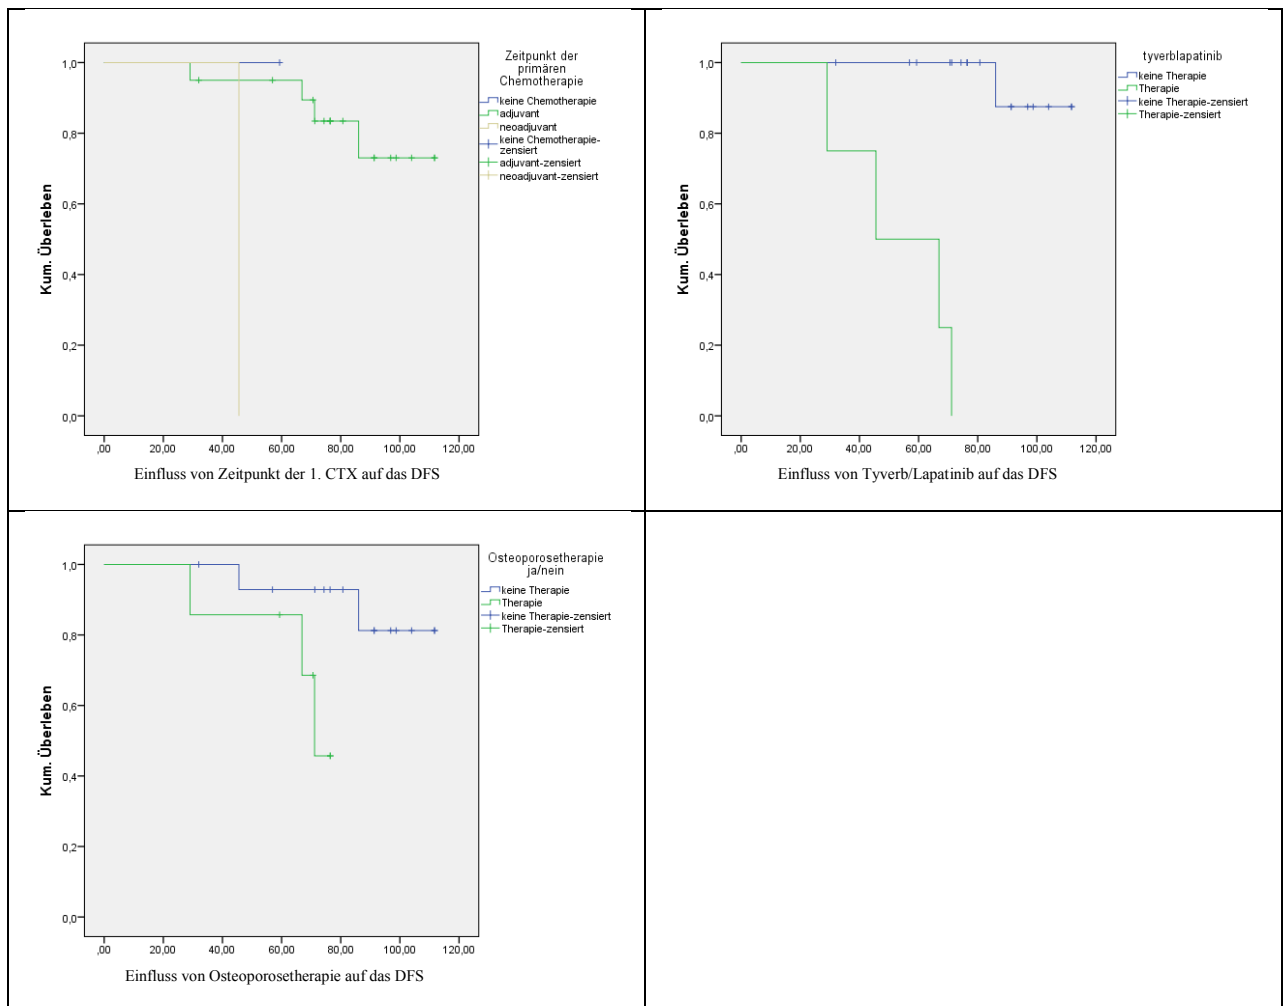 Zeitpunkt der
primären
Chemotherapie
keine Chemotherapie
adjuvant
neoadjuvant
keine Chemotherapie-
zensiert
adjuvant-zensiert
neoadjuvant-zensiert
Kum. Überleben
1,0
0,8
0,6
0,4
0,2
0,0
,00 20,00 40,00 60,00 80,00 100,00 120,00
Einfluss von Zeitpunkt der 1. CTX auf das DFS
tyverblapatinib
keine Therapie
Therapie
keine Therapie-zensiert
Therapie-zensiert
Kum. Überleben
1,0
0,8
0,6
0,4
0,2
0,0
,00 20,00 40,00 60,00 80,00 100,00 120,00
Einfluss von Tyverb/Lapatinib auf das DFS
Osteoporosetherapie
ja/nein
keine Therapie
Therapie
keine Therapie-zensiert
Therapie-zensiert
Kum. Überleben
1,0
0,8
0,6
0,4
0,2
0,0
,00 20,00 40,00 60,00 80,00 100,00 120,00
Einfluss von Osteoporosetherapie auf das DFS